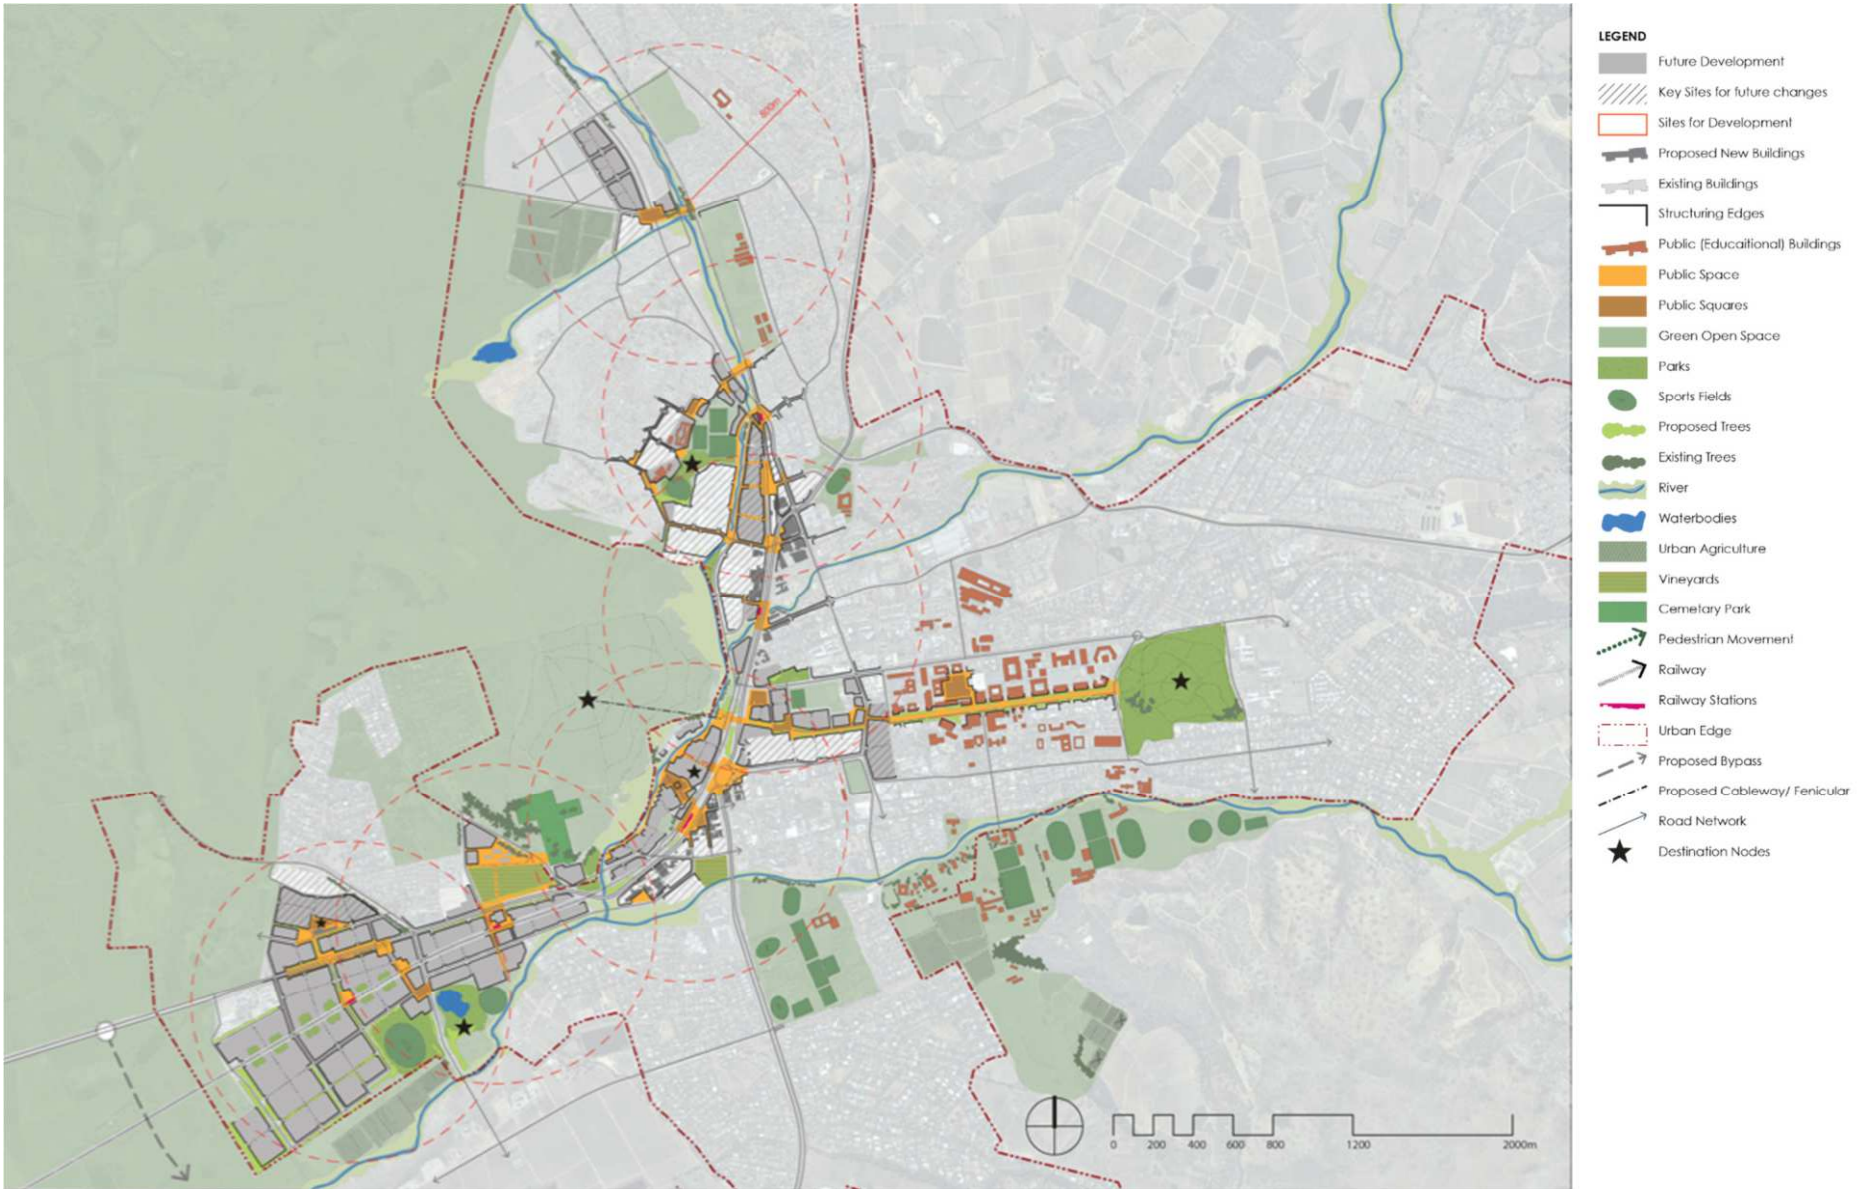 800m
LEGEND
Future Development
Key Sites for future changes
Sites for Development
Proposed New Buildings
Existing Buildings
Structuring Edges
Public (Educaitional) Buildings
Public Space
Public Squares
Green Open Space
Parks
Sports Fields
Proposed Trees
Existing Trees
River
Waterbodies
Urban Agriculture
Vineyards
Cemetary Park
Pedestrian Movement
Railway
Railway Stations
Urban Edge
Proposed Bypass
Proposed Cableway/ Fenicular
Road Network
Destination Nodes
0 200 400 600 800 1200 2000m